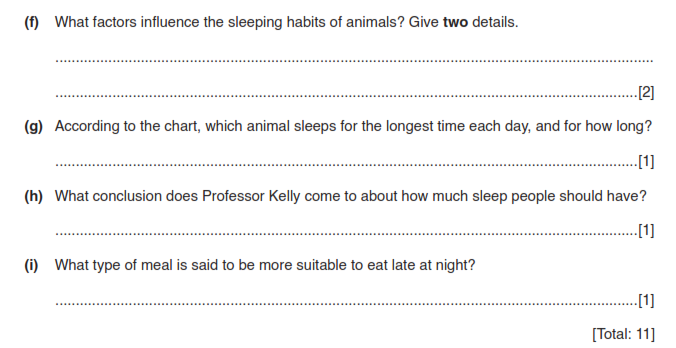 (f) What factors influence the sleeping habits of animals? Give two details.
..........................................................................................
..........................................................................................[2]
(g) According to the chart, which animal sleeps for the longest time each day, and for how long?
..........................................................................................[1]
(h) What conclusion does Professor Kelly come to about how much sleep people should have?
..........................................................................................[1]
(i) What type of meal is said to be more suitable to eat late at night?
..........................................................................................[1]
[Total: 11]